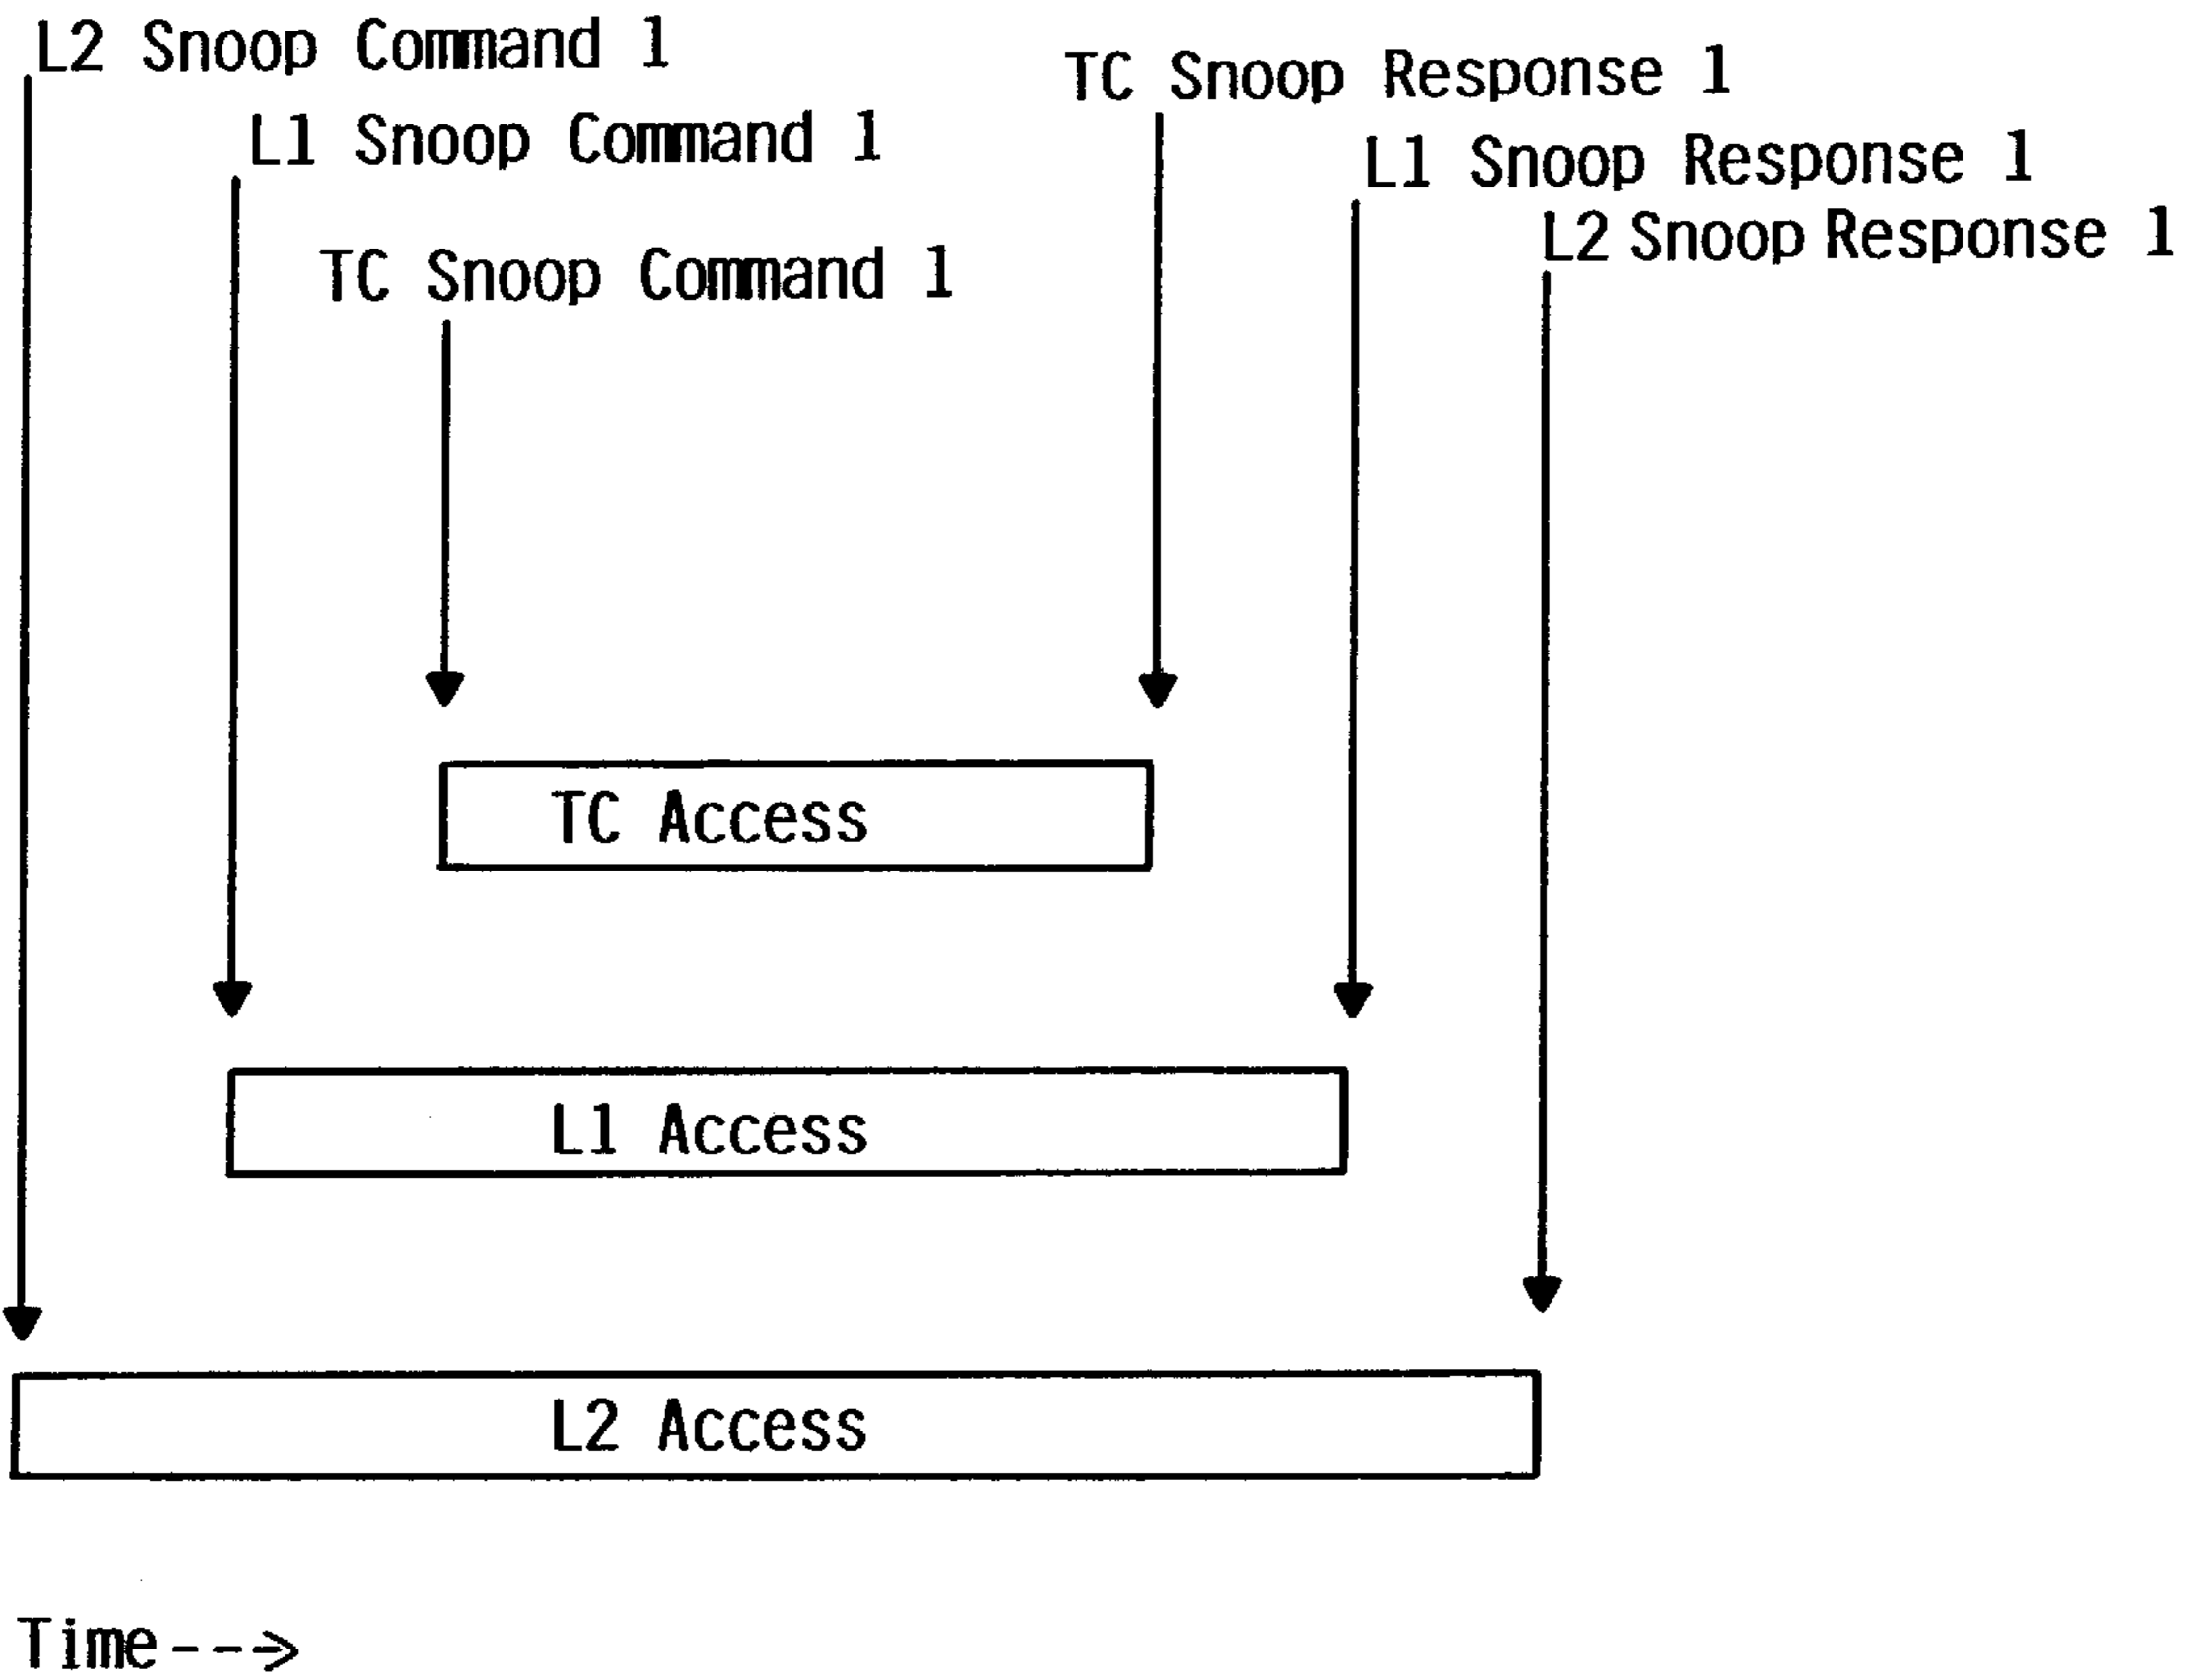 L2 Snoop Command 1
TC Snoop Response 1
L1 Snoop Command 1
L1 Snoop Response 1
L2 Snoop Response 1
TC Snoop Command 1
TC Access
L1 Access
L2 Access
Time--->